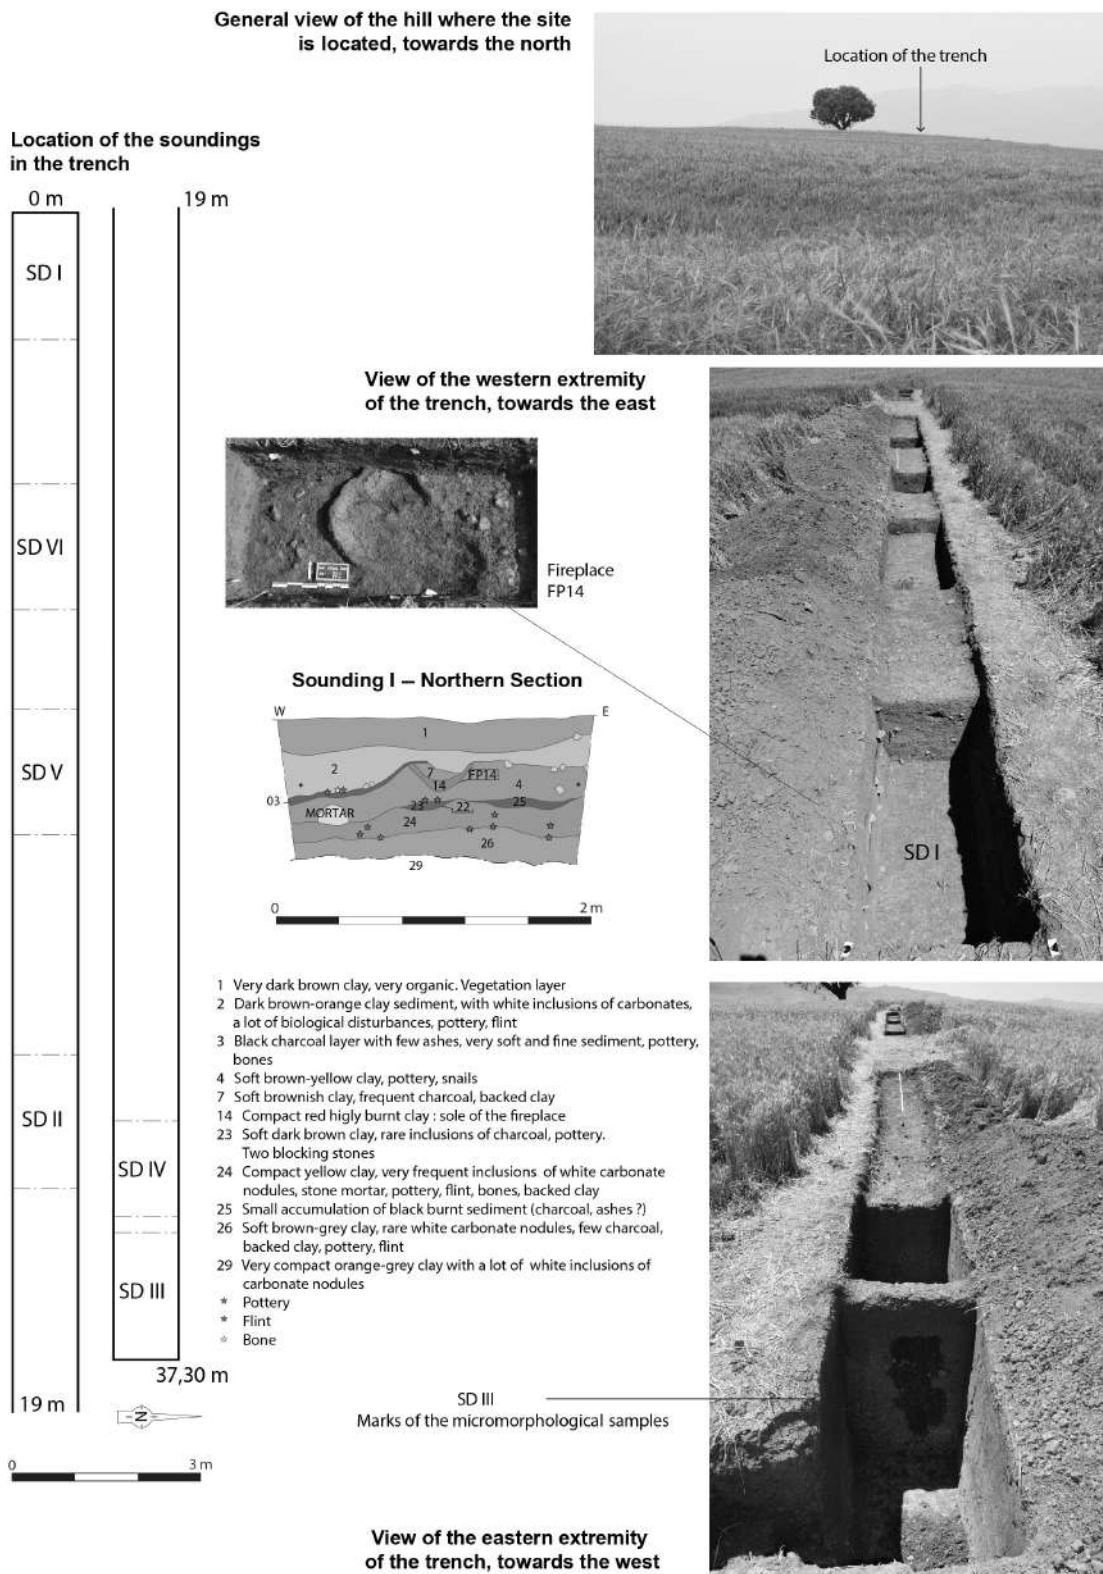 General view of the hill where the site
is located, towards the north
Location of the trench
Location of the soundings
in the trench
0 m
19 m
SD I
SD VI
SD V
SD II
SD IV
SD III
37,30 m
19 m
N
0
3 m
View of the western extremity
of the trench, towards the east
Fireplace
FP14
SD I
Sounding I – Northern Section
W
E
1
2
7
FP14
14
4
03
MORTAR
23
22
25
24
26
29
0
2 m
1 Very dark brown clay, very organic. Vegetation layer
2 Dark brown-orange clay sediment, with white inclusions of carbonates,
a lot of biological disturbances, pottery, flint
3 Black charcoal layer with few ashes, very soft and fine sediment, pottery,
bones
4 Soft brown-yellow clay, pottery, snails
7 Soft brownish clay, frequent charcoal, backed clay
14 Compact red higly burnt clay : sole of the fireplace
23 Soft dark brown clay, rare inclusions of charcoal, pottery.
Two blocking stones
24 Compact yellow clay, very frequent inclusions of white carbonate
nodules, stone mortar, pottery, flint, bones, backed clay
25 Small accumulation of black burnt sediment (charcoal, ashes ?)
26 Soft brown-grey clay, rare white carbonate nodules, few charcoal,
backed clay, pottery, flint
29 Very compact orange-grey clay with a lot of white inclusions of
carbonate nodules
Pottery
Flint
Bone
SD III
Marks of the micromorphological samples
View of the eastern extremity
of the trench, towards the west